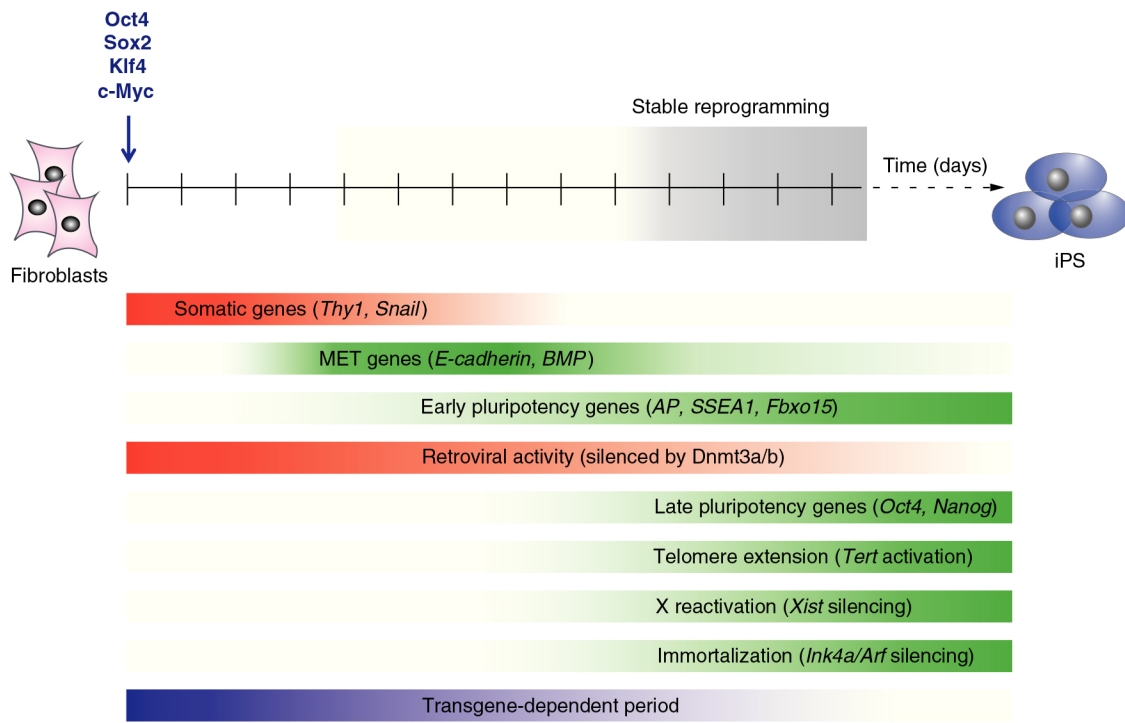 Oct4
Sox2
Klf4
c-Myc
Stable reprogramming
Time (days)
Fibroblasts
iPS
Somatic genes (Thy1, Snail)
MET genes (E-cadherin, BMP)
Early pluripotency genes (AP, SSEA1, Fbxo15)
Retroviral activity (silenced by Dnmt3a/b)
Late pluripotency genes (Oct4, Nanog)
Telomere extension (Tert activation)
X reactivation (Xist silencing)
Immortalization (Ink4a/Arf silencing)
Transgene-dependent period